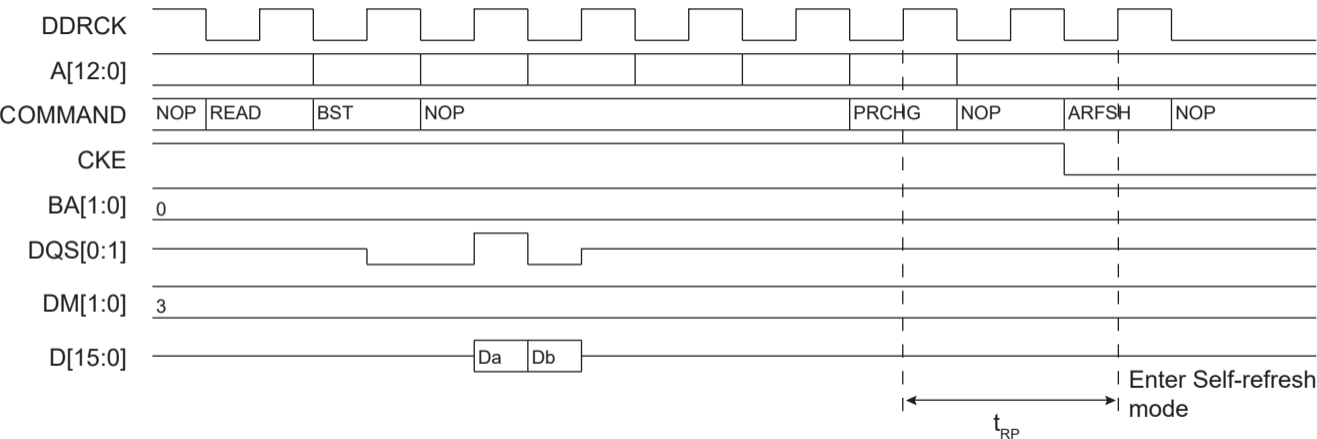 DDRCK
A[12:0]
COMMAND NOP READ BST NOP PRCHG NOP ARFSH NOP
CKE
BA[1:0] 0
DQS[0:1]
DM[1:0] 3
D[15:0] Da Db
Enter Self-refresh
mode
tRP